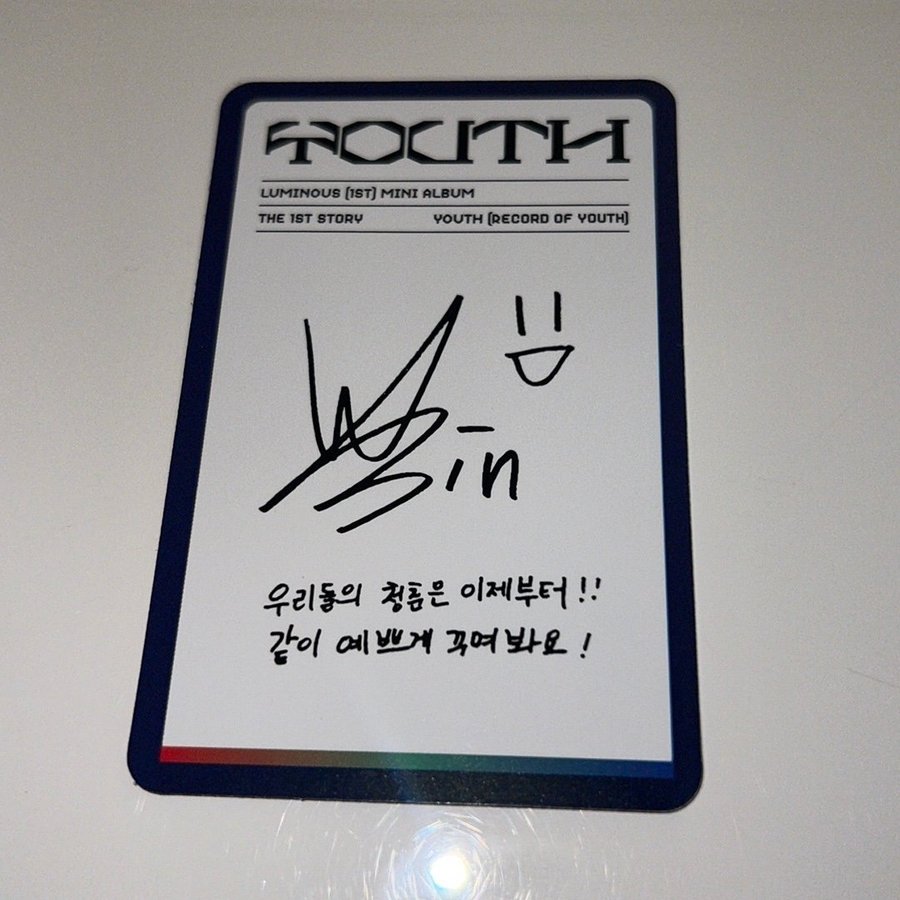 YOUTH
LUMINOUS [1ST] MINI ALBUM
THE 1ST STORY YOUTH [RECORD OF YOUTH]
우리들의 청춘은 이제부터!!
같이 예쁘게 꾸며봐요!